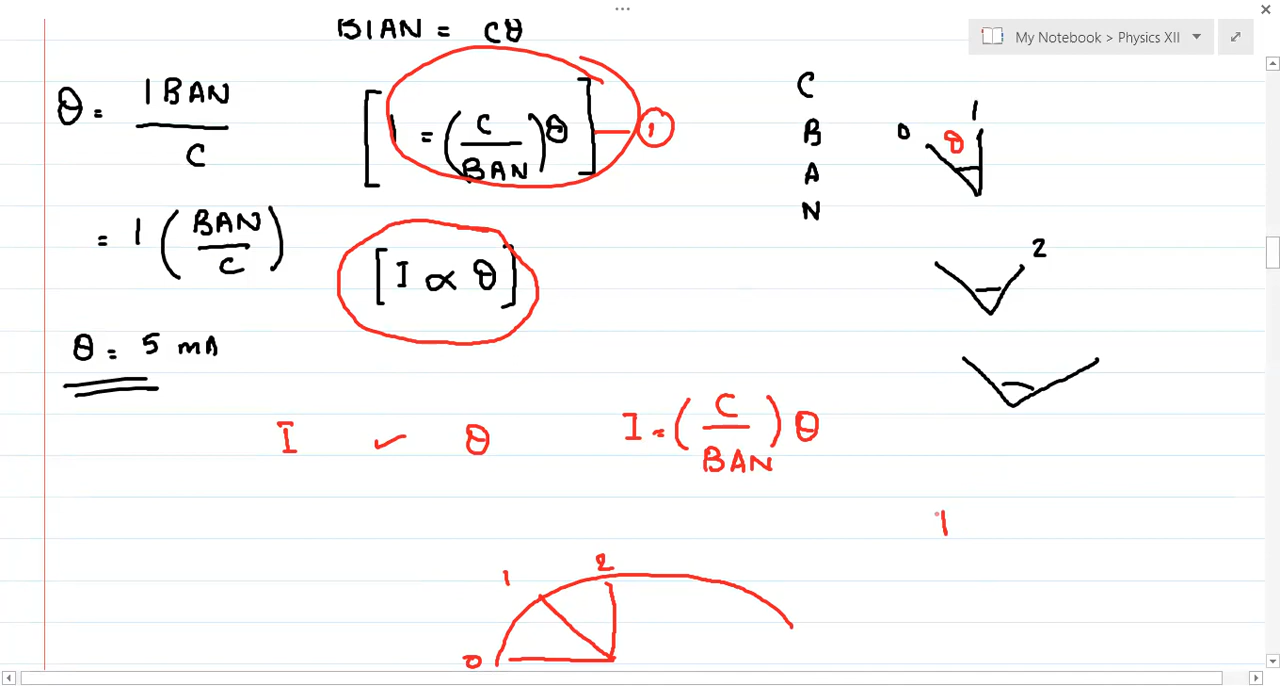 My Notebook > Physics XII
BIAN = Cθ
θ = IBAN / C
[I = (C / BAN) θ] — ①
= I (BAN / C)
[I ∝ θ]
θ = 5 mA
C
B
A
N
0 θ 1
2
I ✓ θ
I = (C / BAN) θ
1
0 1 2